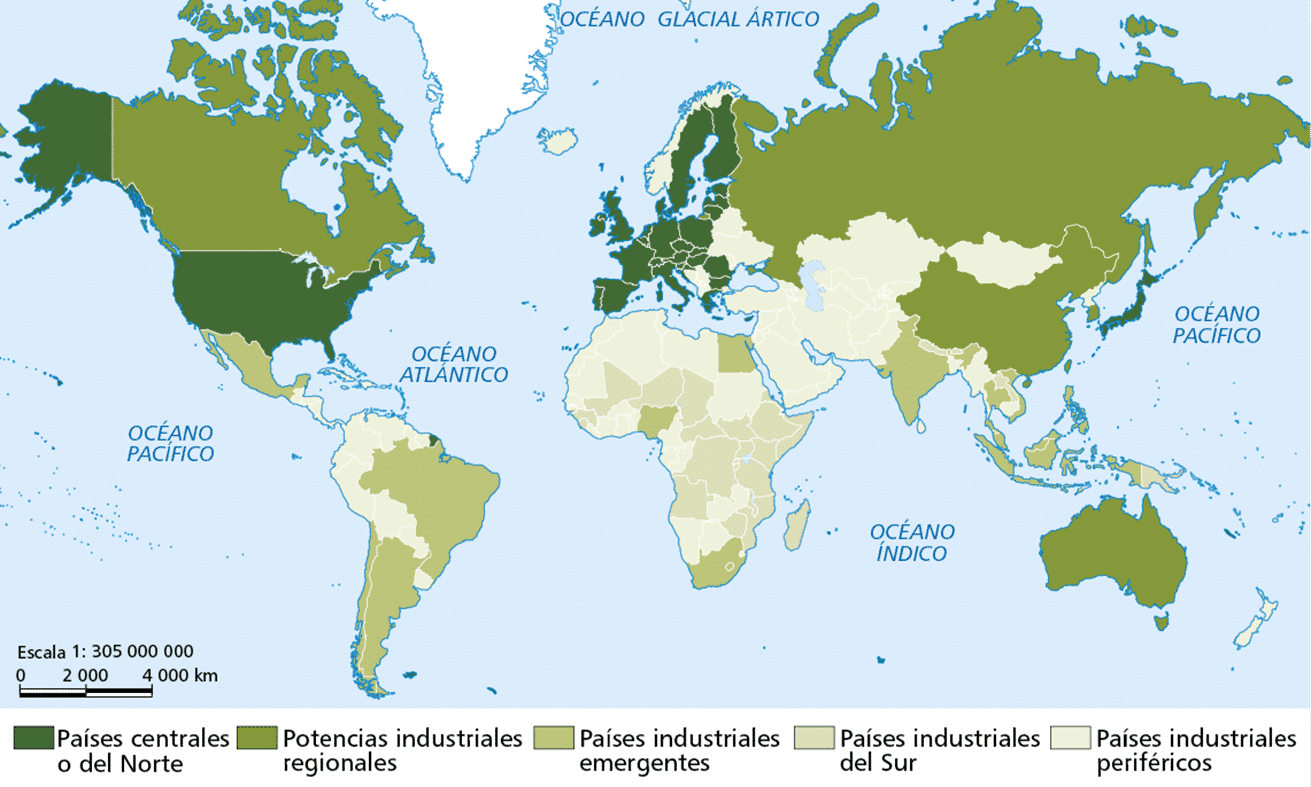 OCÉANO GLACIAL ÁRTICO
OCÉANO
PACÍFICO
OCÉANO
ATLÁNTICO
OCÉANO
PACÍFICO
OCÉANO
ÍNDICO
Escala 1: 305 000 000
0 2 000 4 000 km
Países centrales
o del Norte
Potencias industriales
regionales
Países industriales
emergentes
Países industriales
del Sur
Países industriales
periféricos